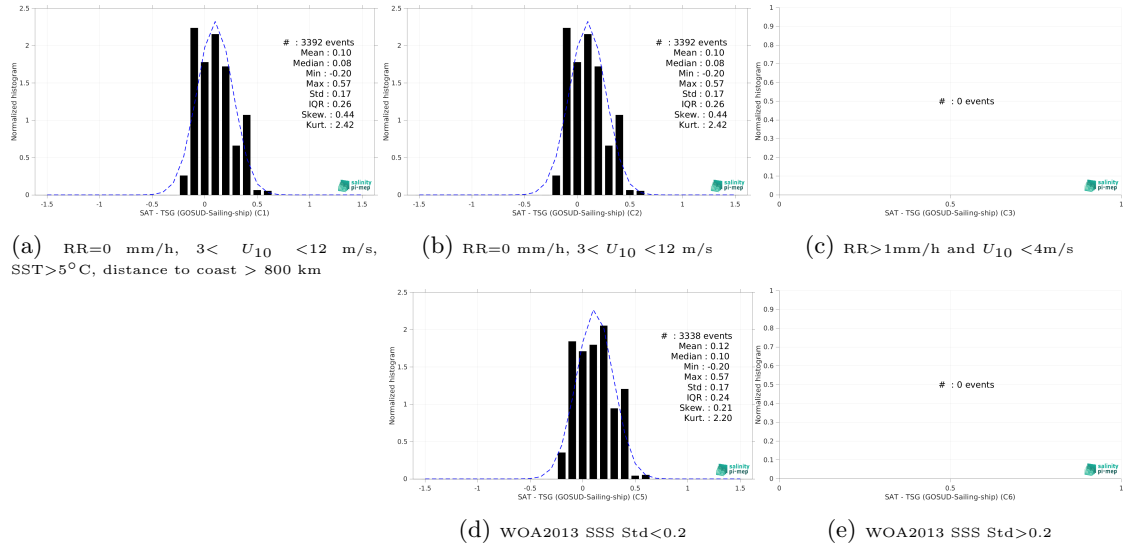 2.5
2
1.5
1
0.5
0
-1.5 -1 -0.5 0 0.5 1 1.5
Normalized histogram
SAT - TSG (GOSUD-Sailing-ship) (C1)
# : 3392 events
Mean : 0.10
Median : 0.08
Min : -0.20
Max : 0.57
Std : 0.17
IQR : 0.26
Skew. : 0.44
Kurt. : 2.42
salinity
pi-mep
(a) RR=0 mm/h, 3< U10 <12 m/s,
SST>5°C, distance to coast > 800 km
2.5
2
1.5
1
0.5
0
-1.5 -1 -0.5 0 0.5 1 1.5
Normalized histogram
SAT - TSG (GOSUD-Sailing-ship) (C2)
# : 3392 events
Mean : 0.10
Median : 0.08
Min : -0.20
Max : 0.57
Std : 0.17
IQR : 0.26
Skew. : 0.44
Kurt. : 2.42
salinity
pi-mep
(b) RR=0 mm/h, 3< U10 <12 m/s
1
0.9
0.8
0.7
0.6
0.5
0.4
0.3
0.2
0.1
0
0 1
Normalized histogram
SAT - TSG (GOSUD-Sailing-ship) (C3)
# : 0 events
salinity
pi-mep
(c) RR>1mm/h and U10 <4m/s
2.5
2
1.5
1
0.5
0
-1.5 -1 -0.5 0 0.5 1 1.5
Normalized histogram
SAT - TSG (GOSUD-Sailing-ship) (C5)
# : 3338 events
Mean : 0.12
Median : 0.10
Min : -0.20
Max : 0.57
Std : 0.17
IQR : 0.24
Skew. : 0.21
Kurt. : 2.20
salinity
pi-mep
(d) WOA2013 SSS Std<0.2
1
0.9
0.8
0.7
0.6
0.5
0.4
0.3
0.2
0.1
0
0 1
Normalized histogram
SAT - TSG (GOSUD-Sailing-ship) (C6)
# : 0 events
salinity
pi-mep
(e) WOA2013 SSS Std>0.2